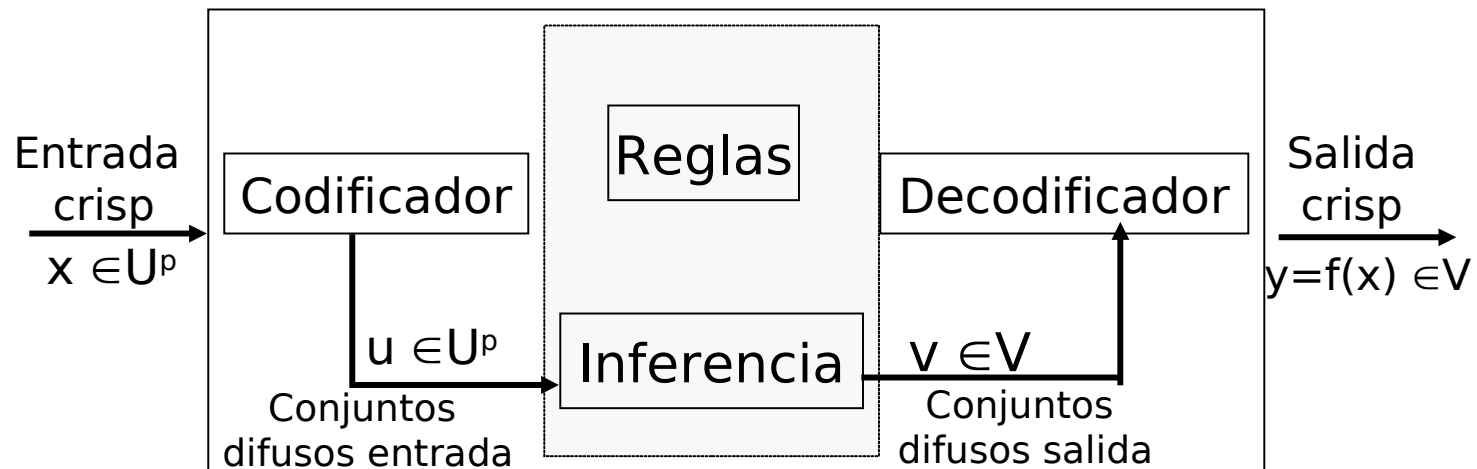 Entrada
crisp
x ∈Uᵖ
Codificador
u ∈Uᵖ
Conjuntos
difusos entrada
Reglas
Inferencia
Decodificador
v ∈V
Conjuntos
difusos salida
Salida
crisp
y=f(x) ∈V